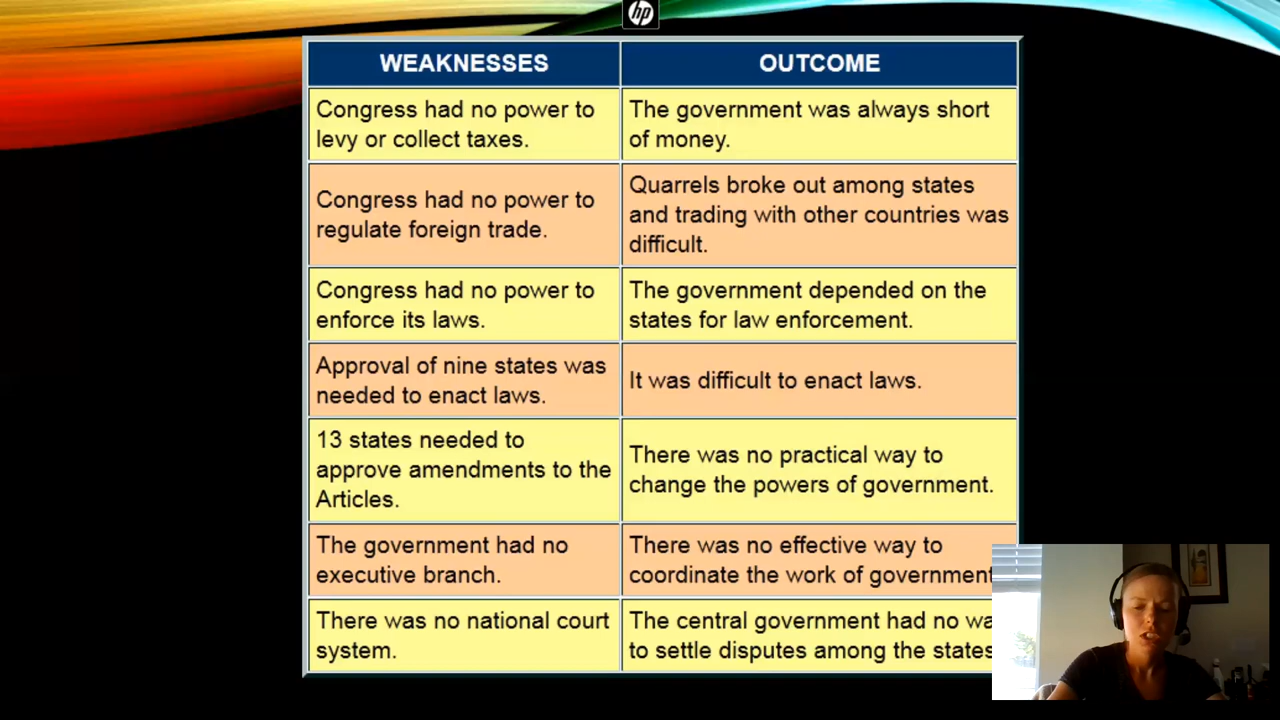 hp
WEAKNESSES
OUTCOME
Congress had no power to
levy or collect taxes.
The government was always short
of money.
Congress had no power to
regulate foreign trade.
Quarrels broke out among states
and trading with other countries was
difficult.
Congress had no power to
enforce its laws.
The government depended on the
states for law enforcement.
Approval of nine states was
needed to enact laws.
It was difficult to enact laws.
13 states needed to
approve amendments to the
Articles.
There was no practical way to
change the powers of government.
The government had no
executive branch.
There was no effective way to
coordinate the work of government
There was no national court
system.
The central government had no wa
to settle disputes among the states